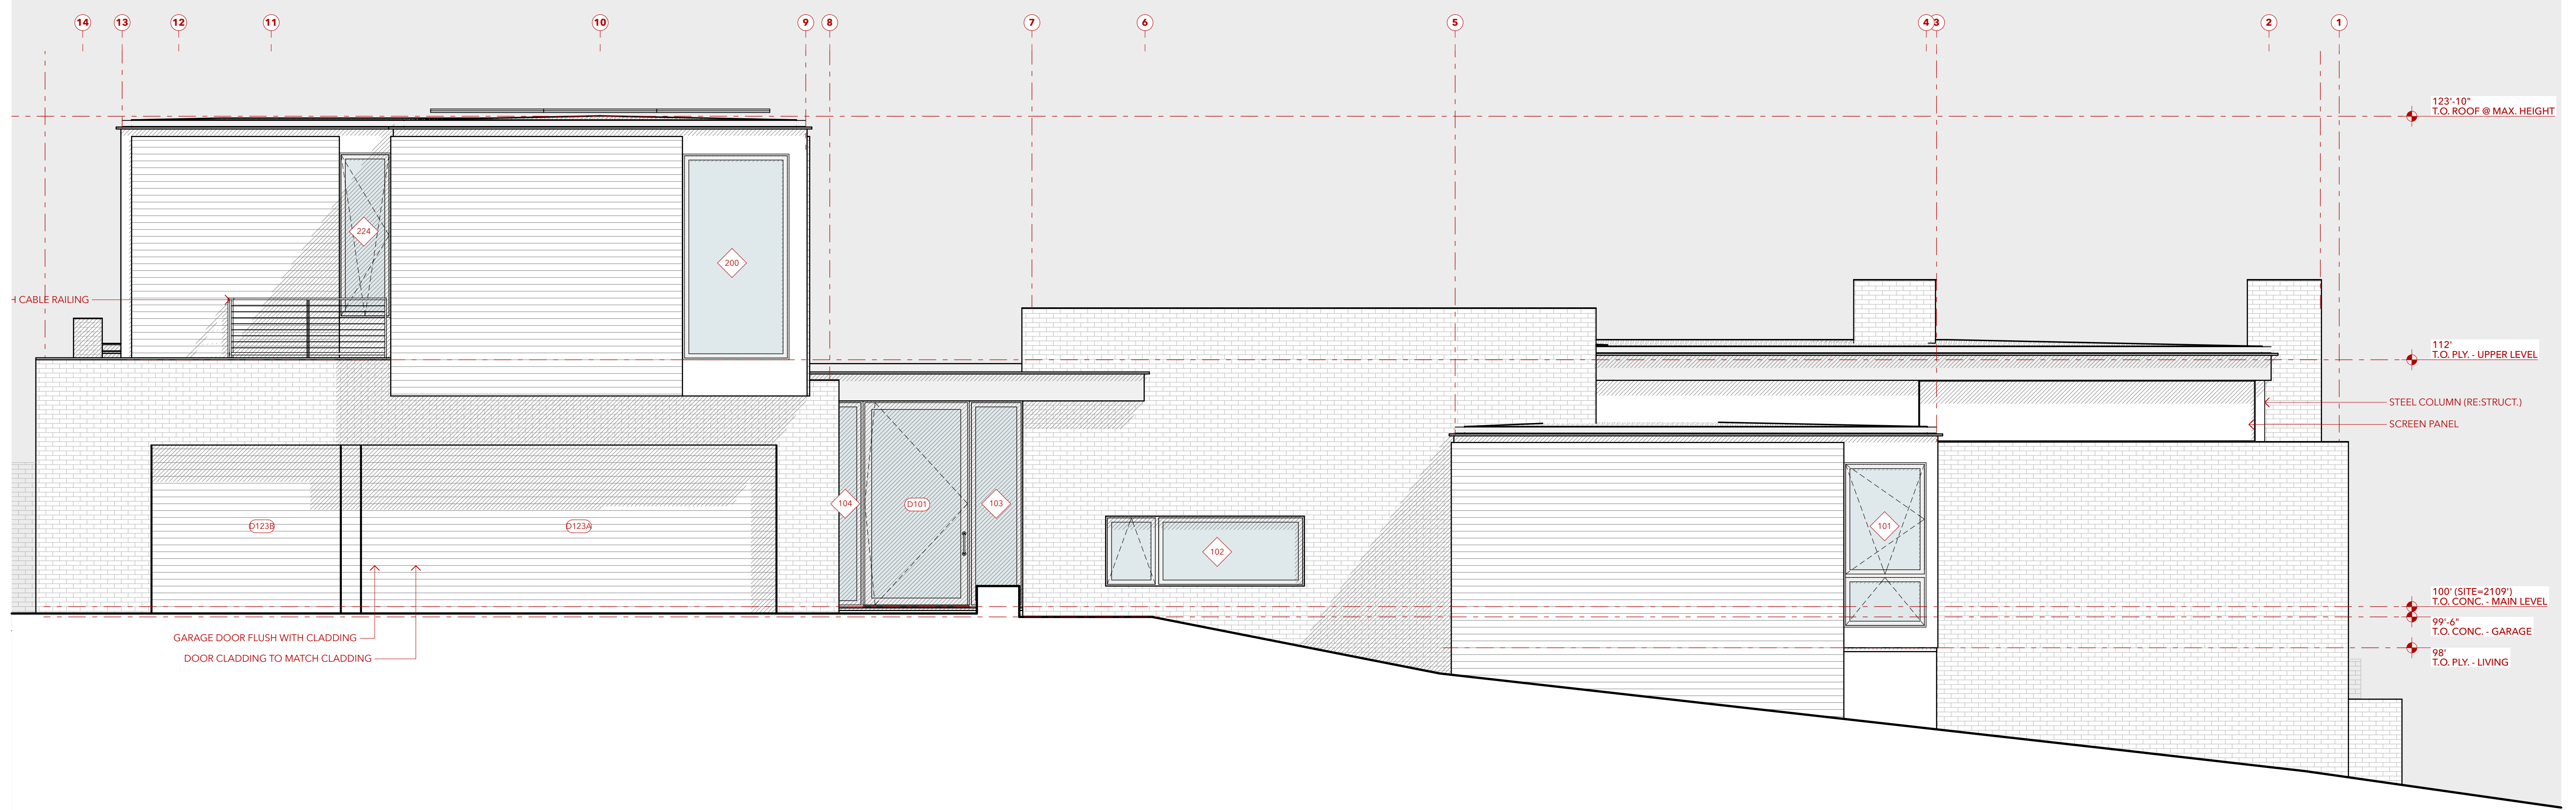 14 13 12 11 10 9 8 7 6 5 4 3 2 1
123'-10"
T.O. ROOF @ MAX. HEIGHT
224
200
H CABLE RAILING
112'
T.O. PLY. - UPPER LEVEL
STEEL COLUMN (RE:STRUCT.)
SCREEN PANEL
104
D101
103
D123B
D123A
102
101
100' (SITE=2109')
T.O. CONC. - MAIN LEVEL
99'-6"
T.O. CONC. - GARAGE
GARAGE DOOR FLUSH WITH CLADDING
DOOR CLADDING TO MATCH CLADDING
98'
T.O. PLY. - LIVING